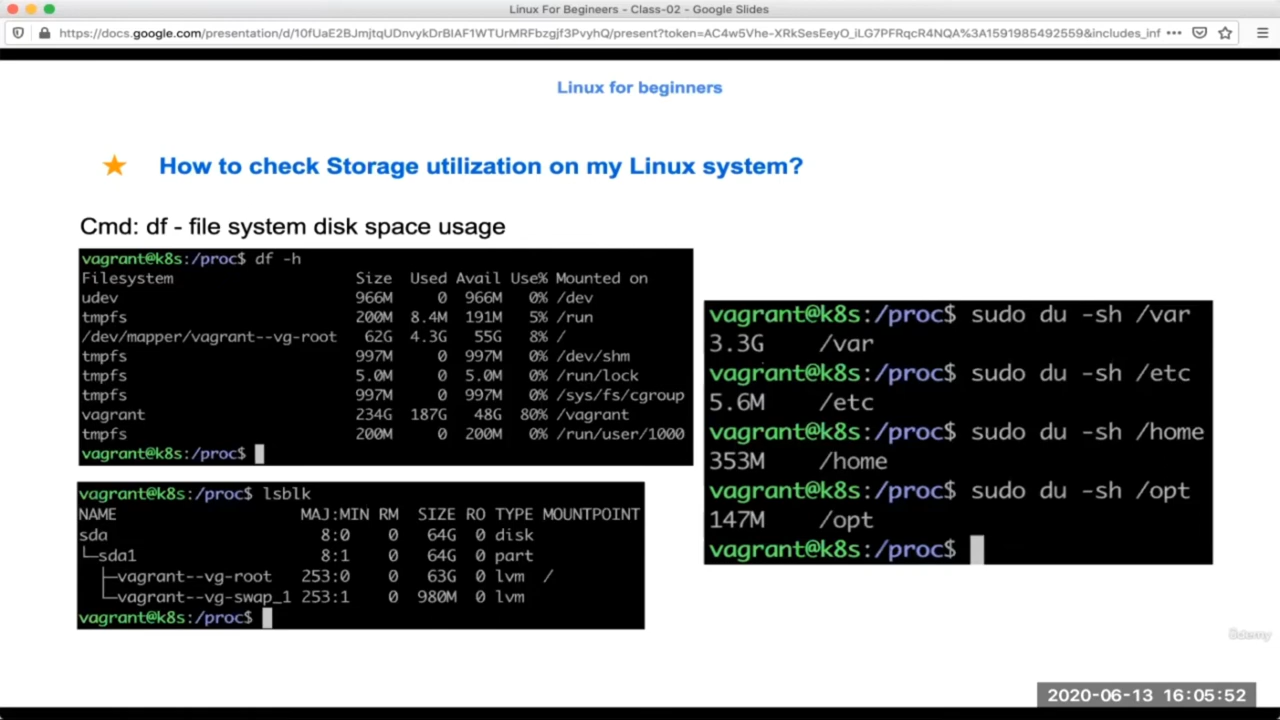 Linux For Begineers - Class-02 - Google Slides
https://docs.google.com/presentation/d/10fUaE2BJmjtqUDnvykDrBIAF1WTUrMRFbzgjf3PvyhQ/present?token=AC4w5Vhe-XRkSesEeyO_iLG7PFRqcR4NQA%3A1591985492559&includes_inf
Linux for beginners
How to check Storage utilization on my Linux system?
Cmd: df - file system disk space usage
vagrant@k8s:/proc$ df -h
Filesystem Size Used Avail Use% Mounted on
udev 966M 0 966M 0% /dev
tmpfs 200M 8.4M 191M 5% /run
/dev/mapper/vagrant--vg-root 62G 4.3G 55G 8% /
tmpfs 997M 0 997M 0% /dev/shm
tmpfs 5.0M 0 5.0M 0% /run/lock
tmpfs 997M 0 997M 0% /sys/fs/cgroup
vagrant 234G 187G 48G 80% /vagrant
tmpfs 200M 0 200M 0% /run/user/1000
vagrant@k8s:/proc$
vagrant@k8s:/proc$ lsblk
NAME MAJ:MIN RM SIZE RO TYPE MOUNTPOINT
sda 8:0 0 64G 0 disk
└─sda1 8:1 0 64G 0 part
├─vagrant--vg-root 253:0 0 63G 0 lvm /
└─vagrant--vg-swap_1 253:1 0 980M 0 lvm
vagrant@k8s:/proc$
vagrant@k8s:/proc$ sudo du -sh /var
3.3G /var
vagrant@k8s:/proc$ sudo du -sh /etc
5.6M /etc
vagrant@k8s:/proc$ sudo du -sh /home
353M /home
vagrant@k8s:/proc$ sudo du -sh /opt
147M /opt
vagrant@k8s:/proc$
ûdemy
2020-06-13 16:05:52